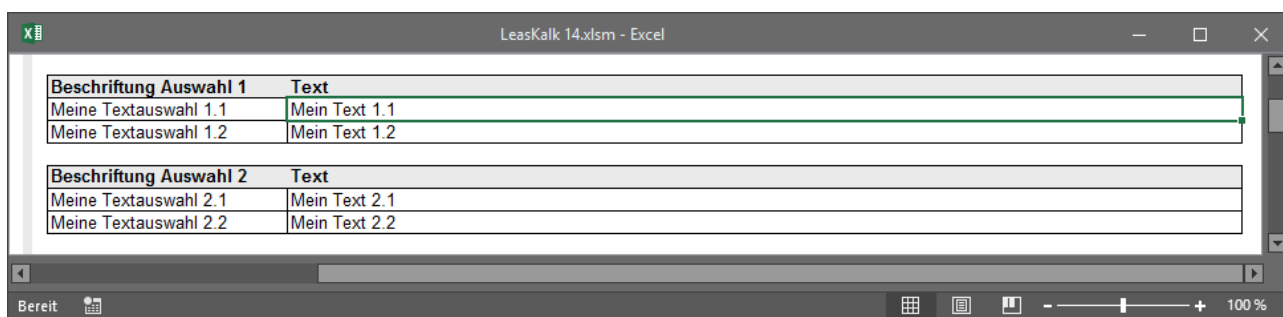 LeasKalk 14.xlsm - Excel
Beschriftung Auswahl 1 Text
Meine Textauswahl 1.1 Mein Text 1.1
Meine Textauswahl 1.2 Mein Text 1.2
Beschriftung Auswahl 2 Text
Meine Textauswahl 2.1 Mein Text 2.1
Meine Textauswahl 2.2 Mein Text 2.2
Bereit 100 %